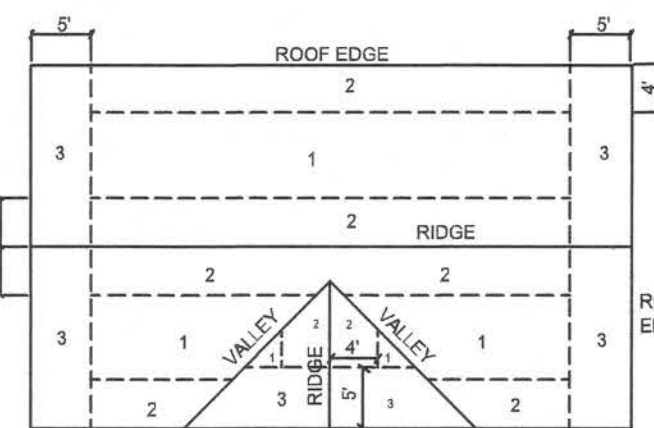 5' 5'
ROOF EDGE
2
4'
3 3
1
2
RIDGE
2 2
3 1 VALLEY 2 2 VALLEY 1 3
1 4' 1
RIDGE
2 3 5' 3 2